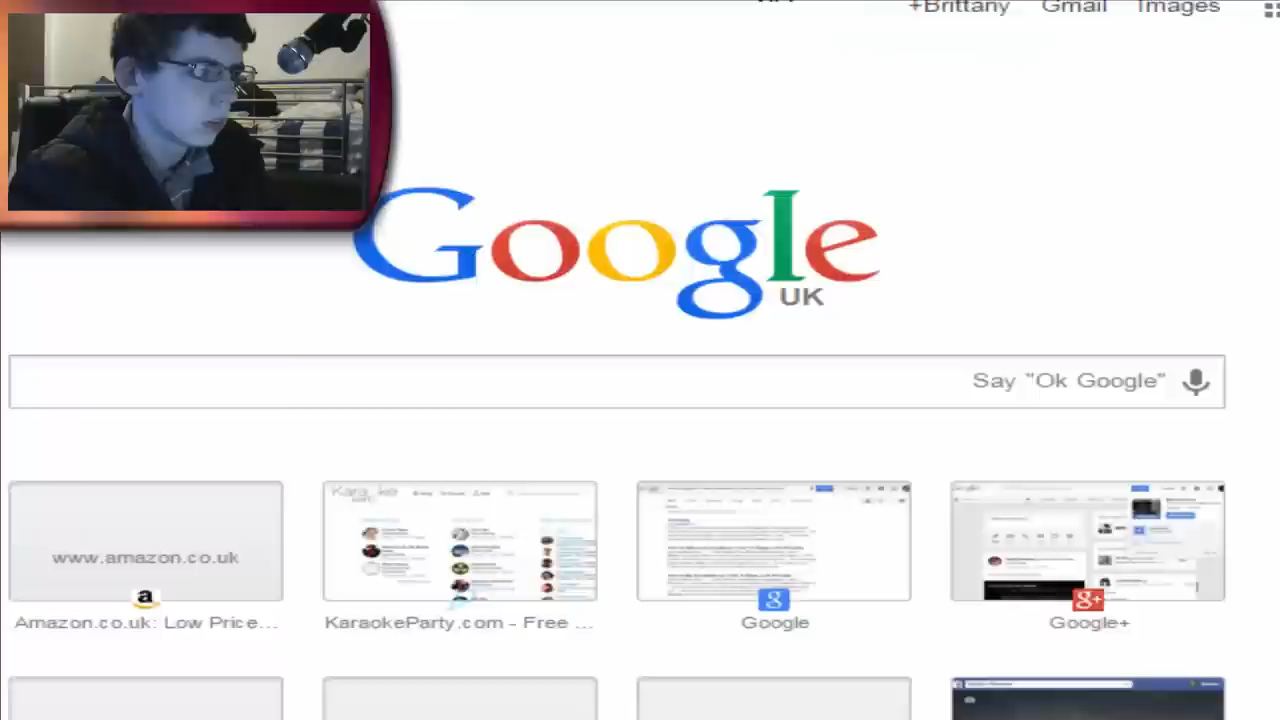 +Brittany Gmail Images
Google
UK
Say "Ok Google"
www.amazon.co.uk
a
g
g+
Amazon.co.uk: Low Price...
KaraokeParty.com - Free ...
Google
Google+